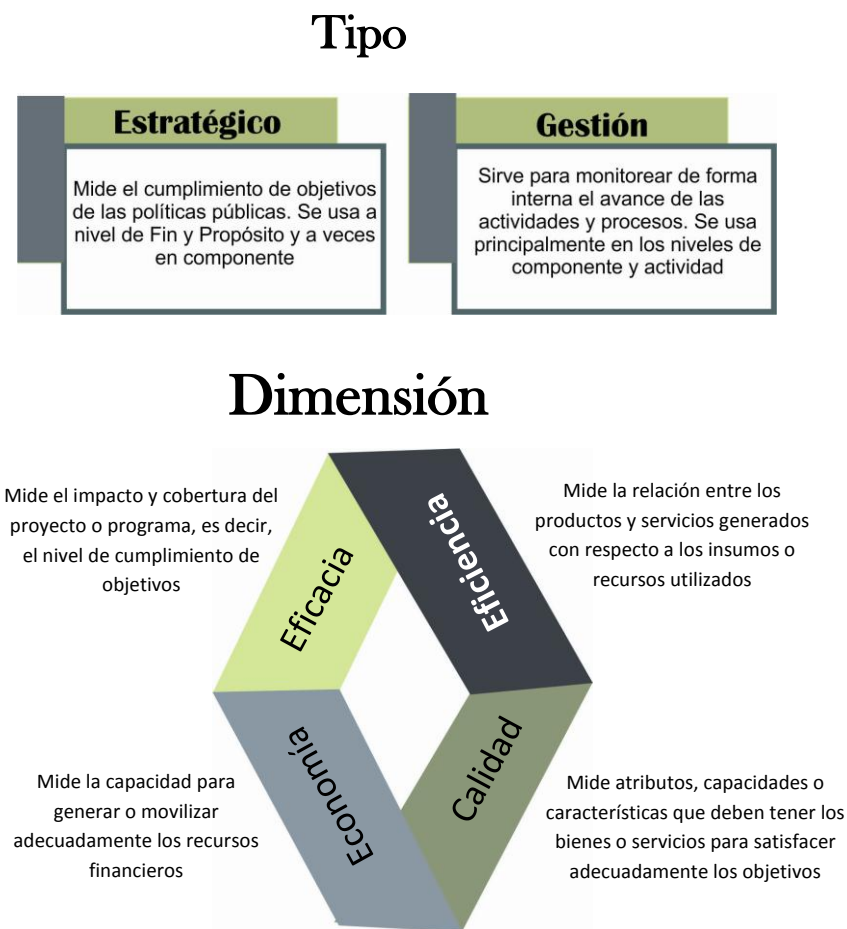 Tipo
Estratégico
Mide el cumplimiento de objetivos
de las políticas públicas. Se usa a
nivel de Fin y Propósito y a veces
en componente
Gestión
Sirve para monitorear de forma
interna el avance de las
actividades y procesos. Se usa
principalmente en los niveles de
componente y actividad
Dimensión
Mide el impacto y cobertura del
proyecto o programa, es decir,
el nivel de cumplimiento de
objetivos
Eficacia
Eficiencia
Mide la relación entre los
productos y servicios generados
con respecto a los insumos o
recursos utilizados
Mide la capacidad para
generar o movilizar
adecuadamente los recursos
financieros
Economía
Calidad
Mide atributos, capacidades o
características que deben tener los
bienes o servicios para satisfacer
adecuadamente los objetivos